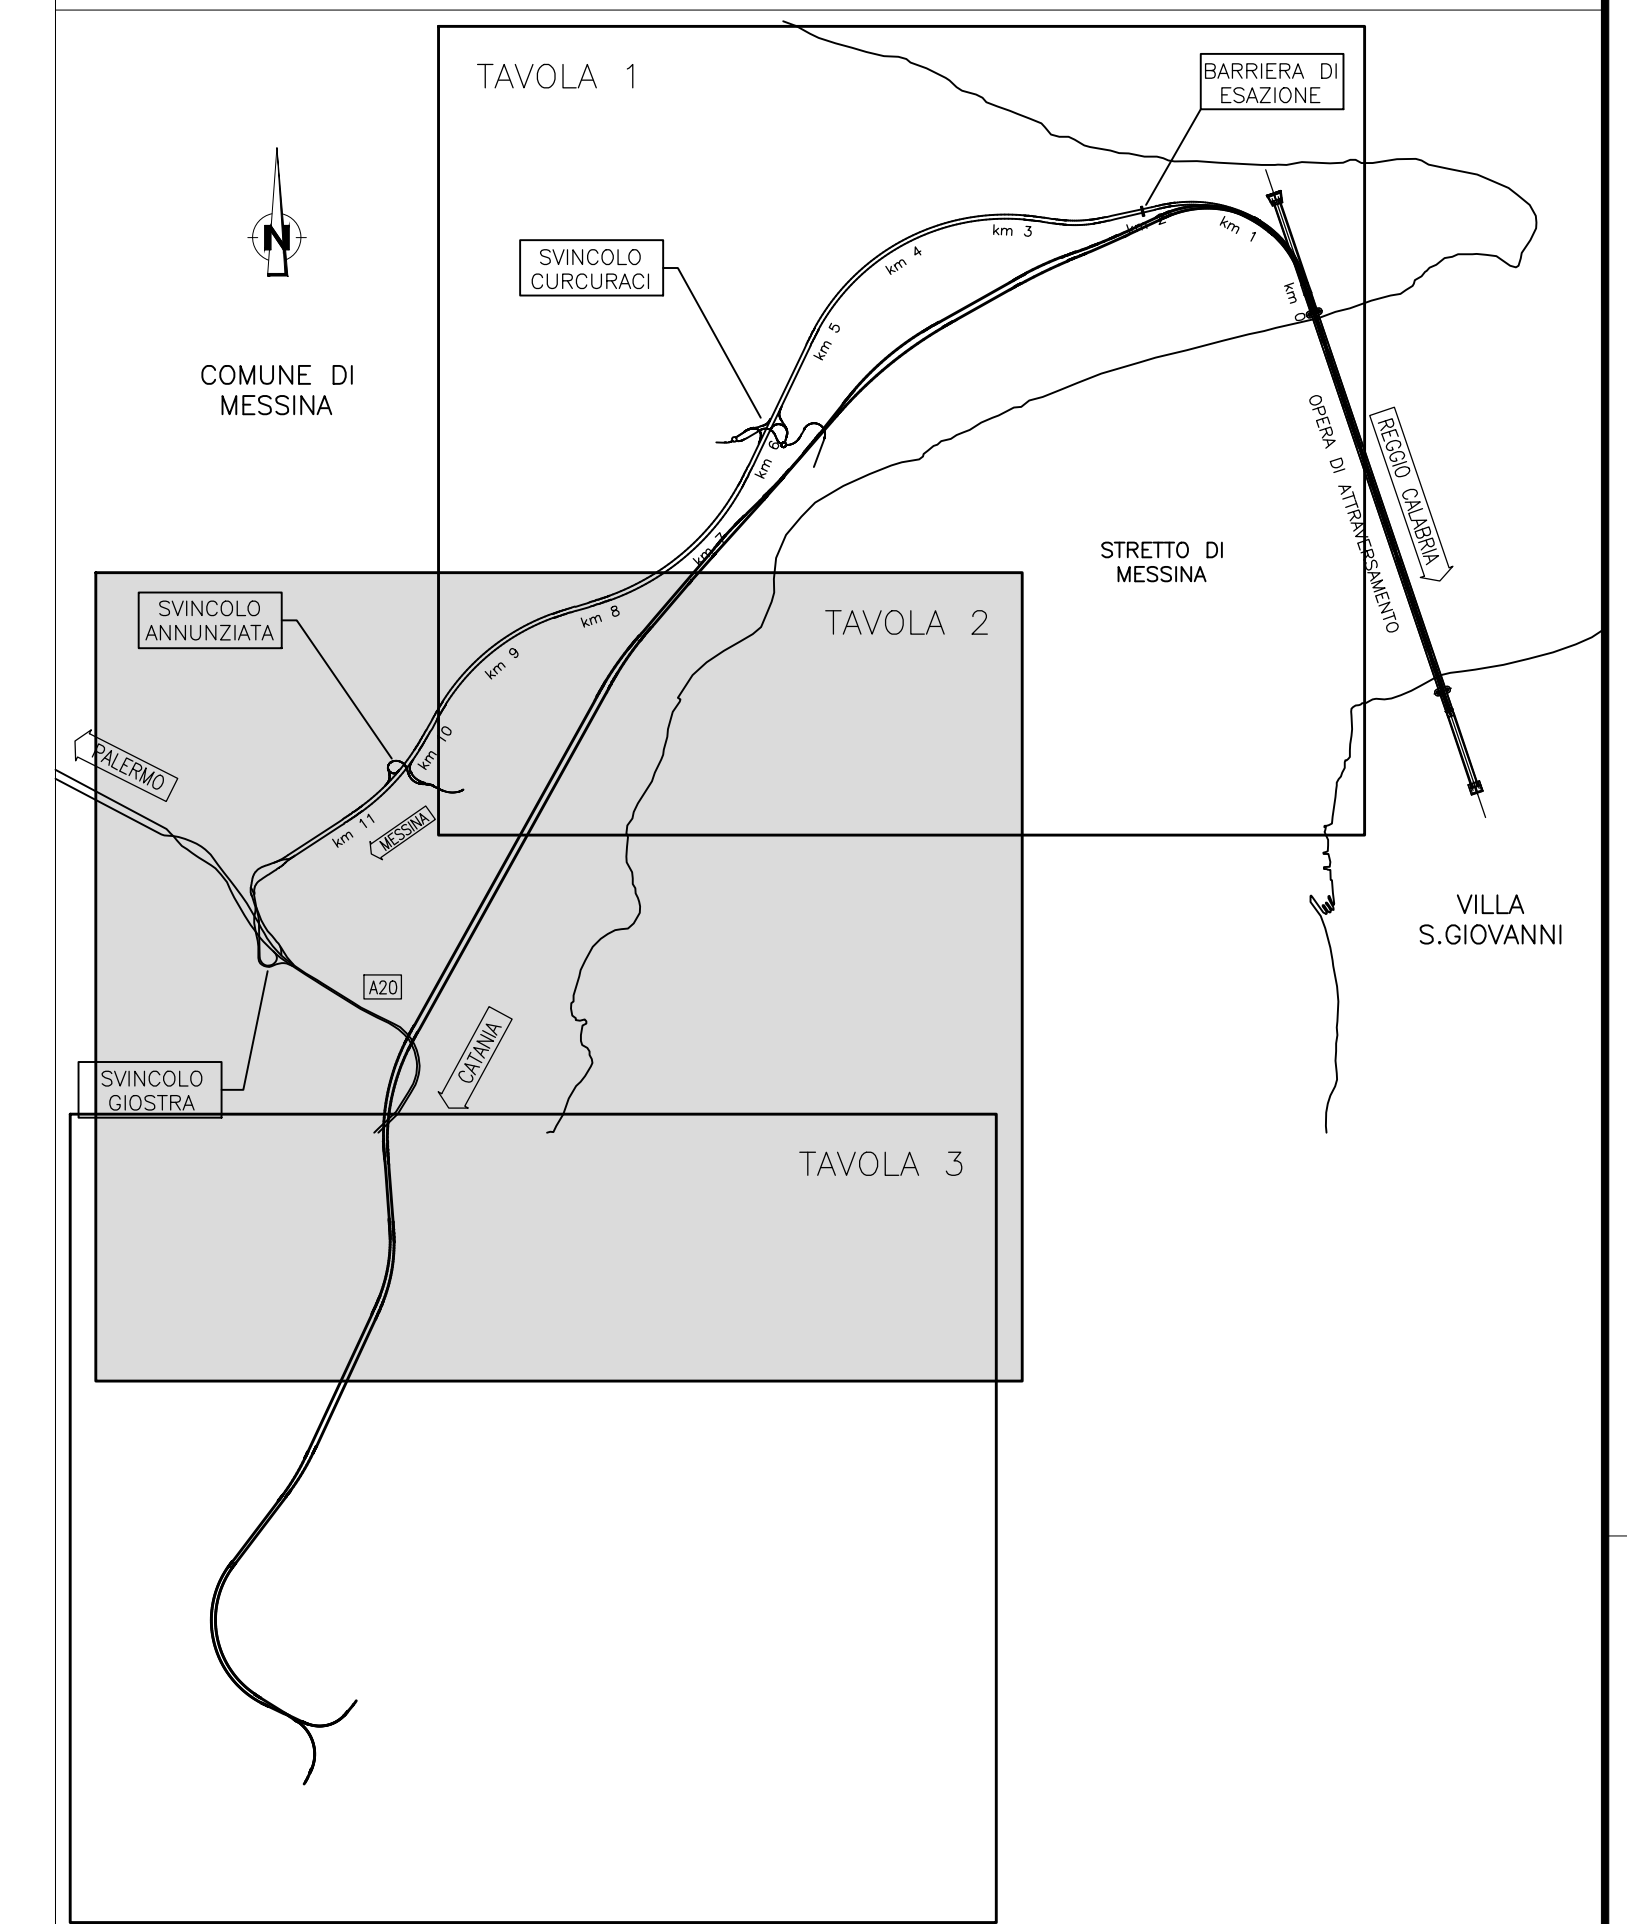 TAVOLA 1
BARRIERA DI
ESAZIONE
N
SVINCOLO
CURCURACI
km 4
km 3
km 2
km 1
km 0
km 5
COMUNE DI
MESSINA
km 6
OPERA DI ATTRAVERSAMENTO
REGGIO CALABRIA
km 7
STRETTO DI
MESSINA
SVINCOLO
ANNUNZIATA
km 8
TAVOLA 2
km 9
km 10
PALERMO
km 11
MESSINA
VILLA
S.GIOVANNI
A20
CATANIA
SVINCOLO
GIOSTRA
TAVOLA 3